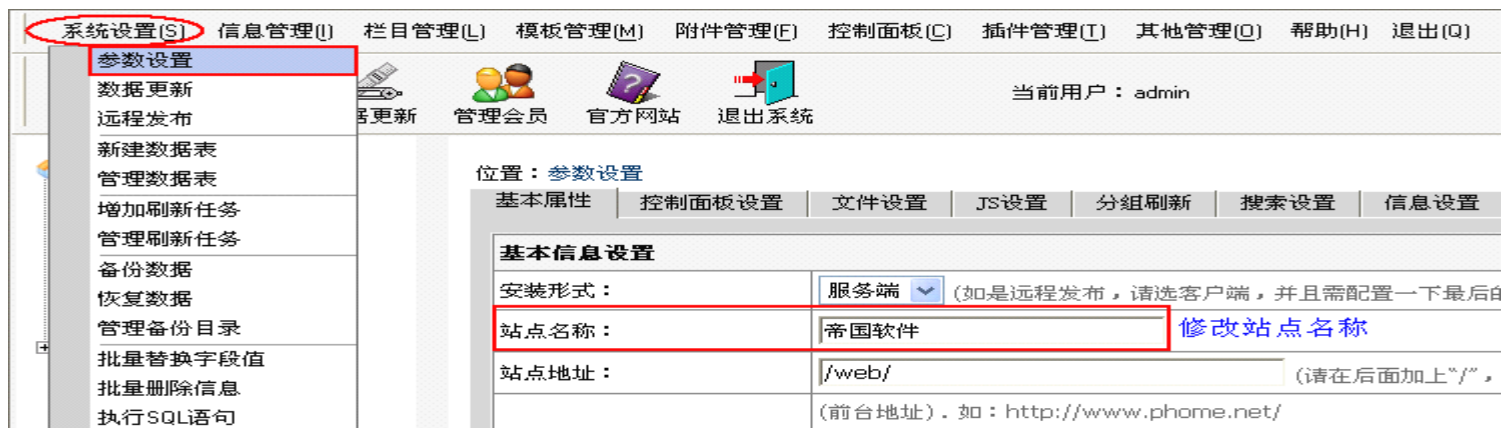 系统设置(S) 信息管理(I) 栏目管理(L) 模板管理(M) 附件管理(F) 控制面板(C) 插件管理(T) 其他管理(O) 帮助(H) 退出(Q)
参数设置
数据更新
远程发布
新建数据表
管理数据表
增加刷新任务
管理刷新任务
备份数据
恢复数据
管理备份目录
批量替换字段值
批量删除信息
执行SQL语句
据更新 管理会员 官方网站 退出系统
当前用户：admin
位置：参数设置
基本属性 控制面板设置 文件设置 JS设置 分组刷新 搜索设置 信息设置
基本信息设置
安装形式： 服务端 (如是远程发布，请选客户端，并且需配置一下最后的
站点名称： 帝国软件 修改站点名称
站点地址： /web/ (请在后面加上"/"，
(前台地址).如：http://www.phome.net/